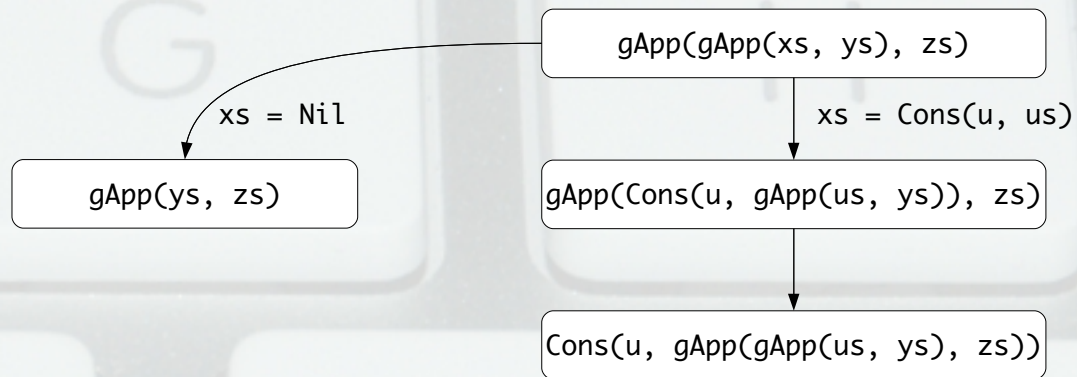 gApp(gApp(xs, ys), zs)
xs = Nil
xs = Cons(u, us)
gApp(ys, zs)
gApp(Cons(u, gApp(us, ys)), zs)
Cons(u, gApp(gApp(us, ys), zs))
G
H